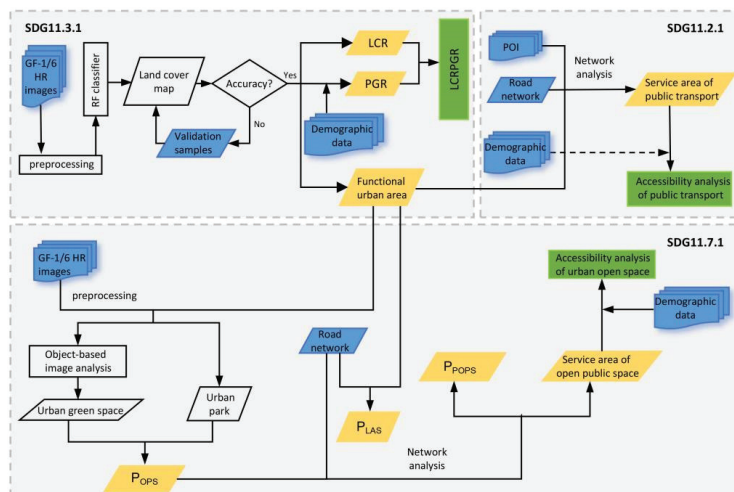 SDG11.3.1
GF-1/6 HR
images
preprocessing
RF classifier
Land cover
map
Accuracy?
Yes
No
Validation
samples
LCR
PGR
Demographic
data
LCRPGR
Functional
urban area
SDG11.2.1
POI
Road
network
Network
analysis
Service area of
public transport
Demographic
data
Accessibility analysis
of public transport
SDG11.7.1
GF-1/6 HR
images
preprocessing
Object-based
image analysis
Urban green space
Urban
park
POPS
Road
network
PLAS
Network
analysis
PPOPS
Accessibility analysis
of urban open space
Demographic
data
Service area of
open public space